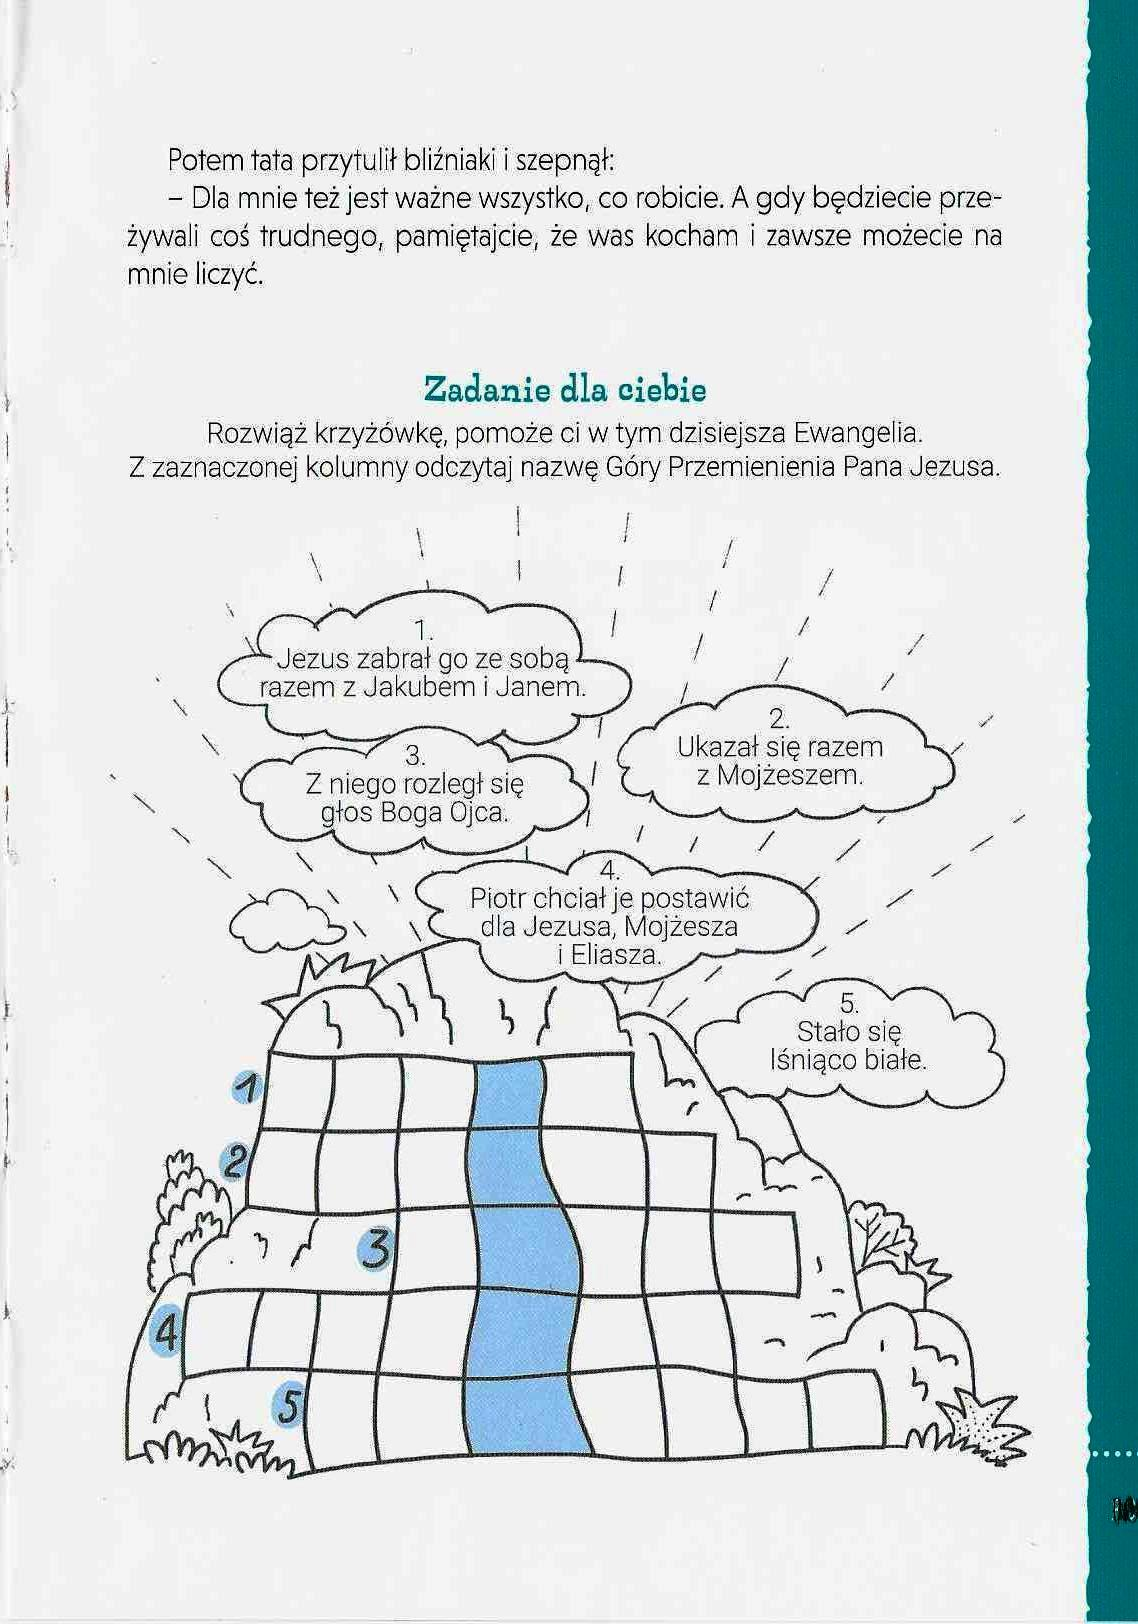 Potem tata przytulił bliźniaki i szepnął:
– Dla mnie też jest ważne wszystko, co robicie. A gdy będziecie prze-
żywali coś trudnego, pamiętajcie, że was kocham i zawsze możecie na
mnie liczyć.
Zadanie dla ciebie
Rozwiąż krzyżówkę, pomoże ci w tym dzisiejsza Ewangelia.
Z zaznaczonej kolumny odczytaj nazwę Góry Przemienienia Pana Jezusa.
1.
Jezus zabrał go ze sobą
razem z Jakubem i Janem.
2.
Ukazał się razem
z Mojżeszem.
3.
Z niego rozległ się
głos Boga Ojca.
4.
Piotr chciał je postawić
dla Jezusa, Mojżesza
i Eliasza.
5.
Stało się
lśniąco białe.
1
2
3
4
5